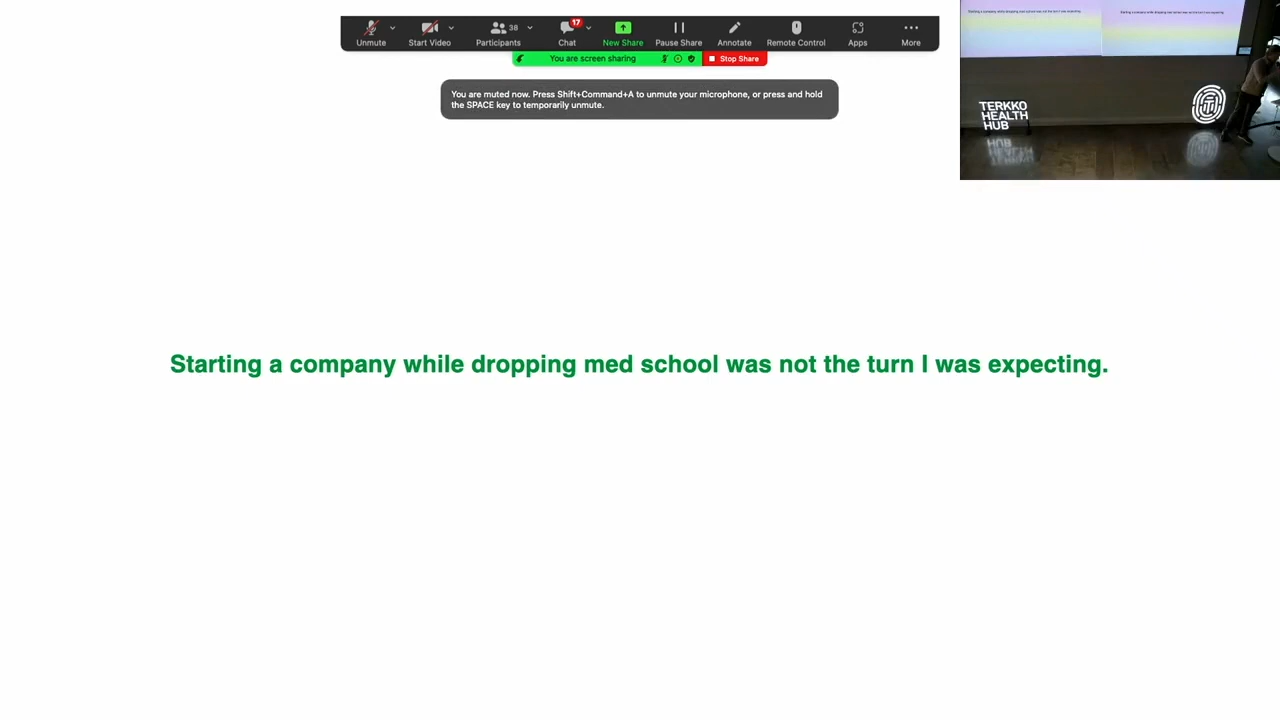 Unmute
Start Video
38
Participants
17
Chat
New Share
Pause Share
Annotate
Remote Control
Apps
More
You are screen sharing
Stop Share
You are muted now. Press Shift+Command+A to unmute your microphone, or press and hold
the SPACE key to temporarily unmute.
TERKKO
HEALTH
HUB
Starting a company while dropping med school was not the turn I was expecting.